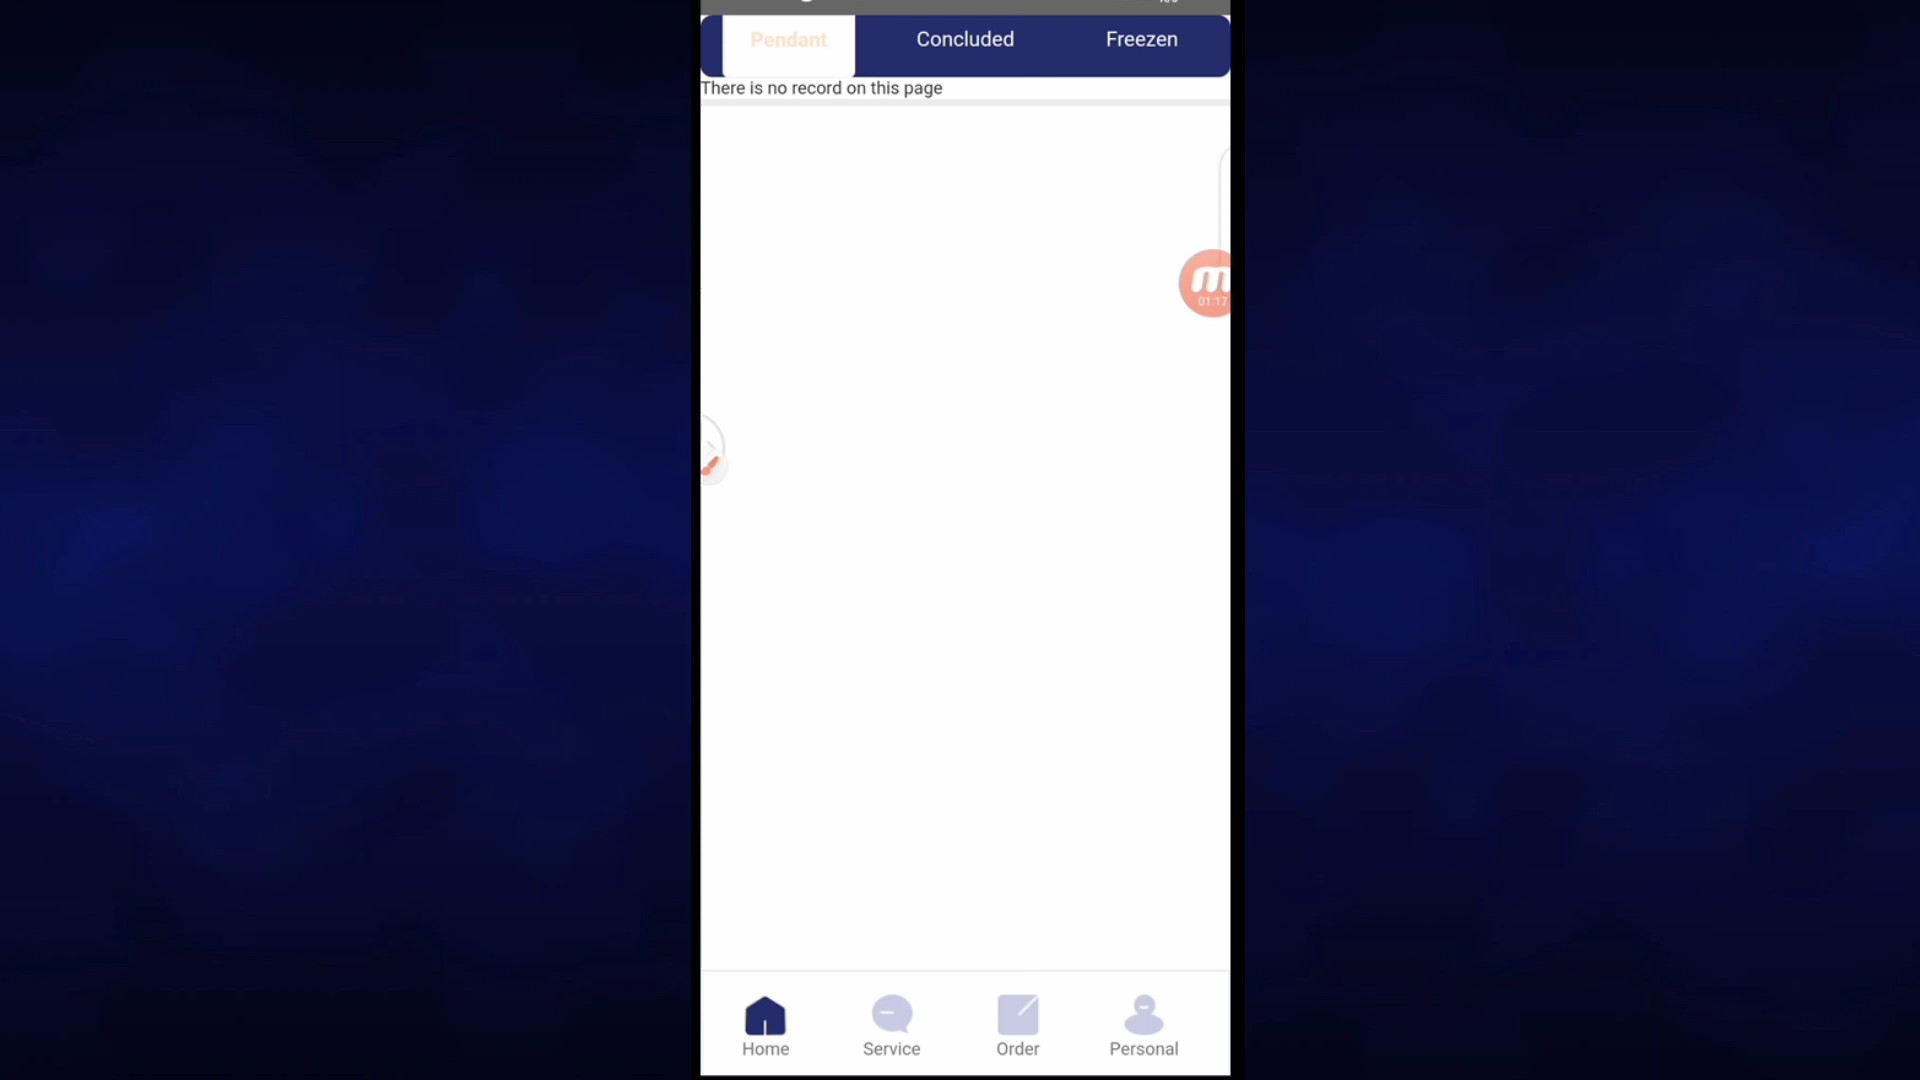 Pendant Concluded Freezen
There is no record on this page
m
01:17
Home Service Order Personal